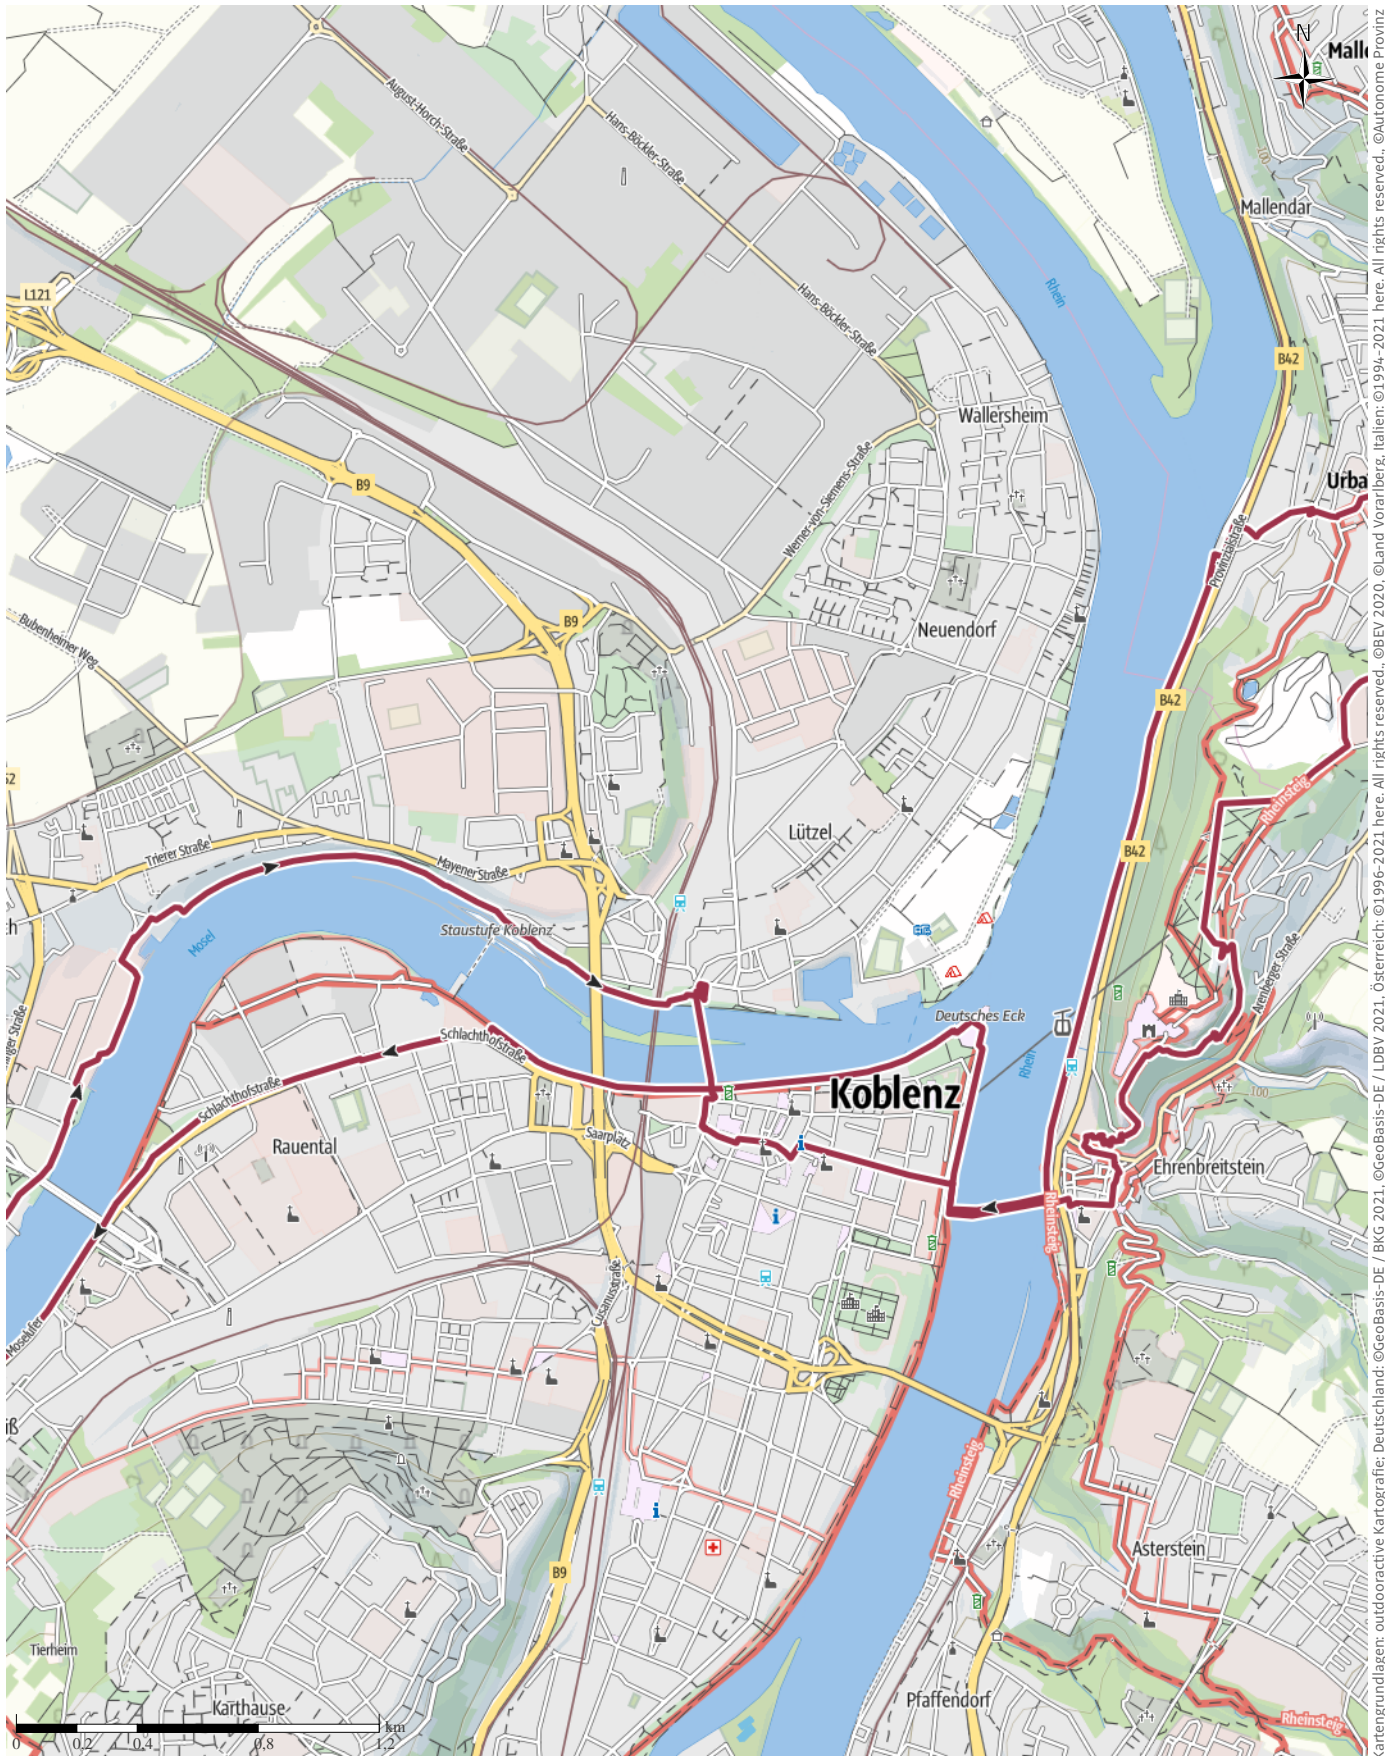 N
Mall
August-Horch-Straße
Hans-Böckler-Straße
100
Mallendar
L121
Rhein
Hans-Böckler-Straße
B42
Wallersheim
B9
Werner-von-Siemens-Straße
Urba
Provinzialstraße
B9
Bubenheimer Weg
Neuendorf
B42
Rheinsteig
Lützel
Trierer Straße
Mayener Straße
B42
Staustufe Koblenz
Mosel
Arenberger Straße
Deutsches Eck
Schlachthofstraße
Rhein
Koblenz
100
Schlachthofstraße
Rauental
Saarplatz
Ehrenbreitstein
Rheinsteig
Cusanusstraße
Moselufer
iß
Rheinsteig
Asterstein
B9
Tierheim
Karthause
Pfaffendorf
Rheinsteig
km
0
0,2
0,4
0,8
1,2
artengrundlagen: outdooractive Kartografie; Deutschland: ©GeoBasis-DE / BKG 2021, ©GeoBasis-DE / LDBV 2021, Österreich: ©1996-2021 here. All rights reserved., ©BEV 2020, ©Land Vorarlberg, Italien: ©1994-2021 here. All rights reserved., ©Autonome Provinz